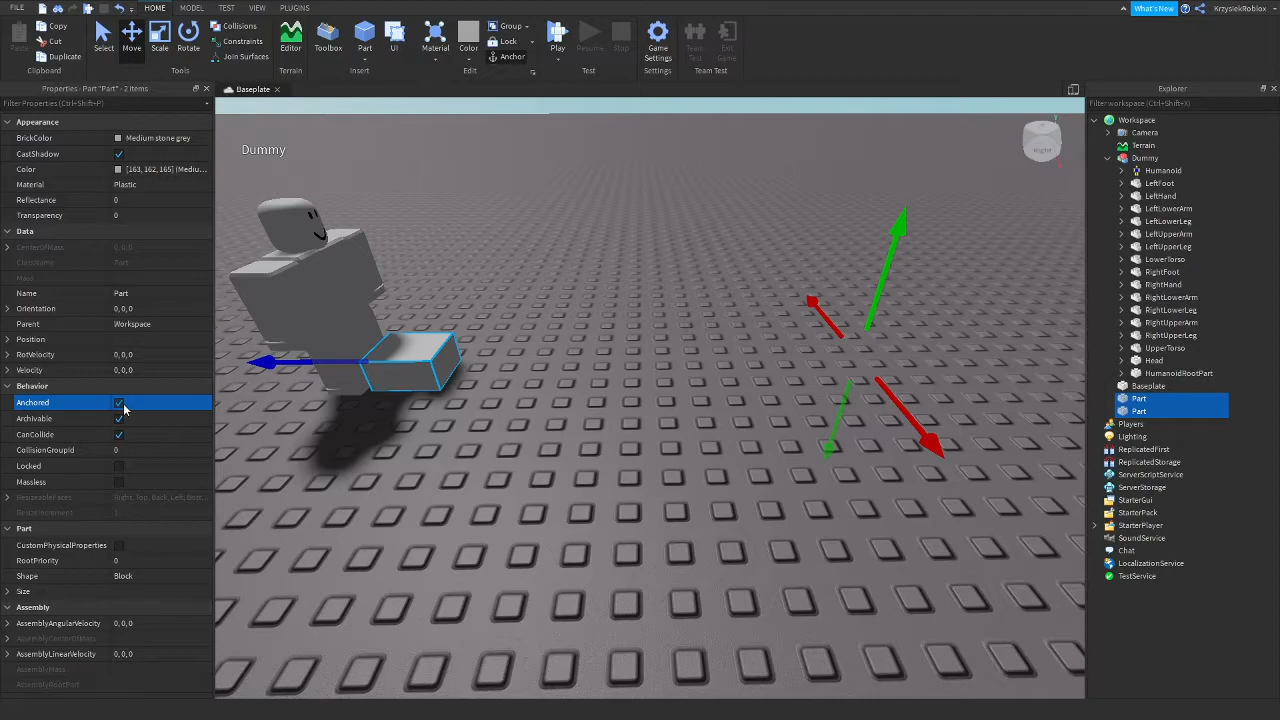 FILE HOME MODEL TEST VIEW PLUGINS What's New KrzysiekRoblox
Paste Copy Cut Duplicate Clipboard
Select Move Scale Rotate Collisions Constraints Join Surfaces Tools
Editor Terrain
Toolbox Part UI Insert
Material Color Group Lock Anchor Edit
Play Resume Stop Test
Game Settings Settings
Team Test Exit Game Team Test
Properties - Part "Part" - 2 items
Filter Properties (Ctrl+Shift+P)
Appearance
BrickColor Medium stone grey
CastShadow
Color [163, 162, 165] (Mediu...
Material Plastic
Reflectance 0
Transparency 0
Data
CenterOfMass 0,0,0
ClassName Part
Mass
Name Part
Orientation 0,0,0
Parent Workspace
Position
RotVelocity 0,0,0
Velocity 0,0,0
Behavior
Anchored
Archivable
CanCollide
CollisionGroupId 0
Locked
Massless
ResizeableFaces Right, Top, Back, Left, Bott...
ResizeIncrement 1
Part
CustomPhysicalProperties
RootPriority 0
Shape Block
Size
Assembly
AssemblyAngularVelocity 0,0,0
AssemblyCenterOfMass
AssemblyLinearVelocity 0,0,0
AssemblyMass
AssemblyRootPart
Baseplate
Dummy
Right
Explorer
Filter workspace (Ctrl+Shift+X)
Workspace
Camera
Terrain
Dummy
Humanoid
LeftFoot
LeftHand
LeftLowerArm
LeftLowerLeg
LeftUpperArm
LeftUpperLeg
LowerTorso
RightFoot
RightHand
RightLowerArm
RightLowerLeg
RightUpperArm
RightUpperLeg
UpperTorso
Head
HumanoidRootPart
Baseplate
Part
Part
Players
Lighting
ReplicatedFirst
ReplicatedStorage
ServerScriptService
ServerStorage
StarterGui
StarterPack
StarterPlayer
SoundService
Chat
LocalizationService
TestService